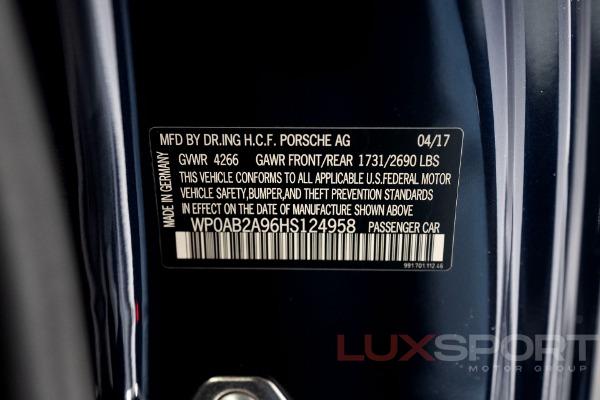 MFD BY DR.ING H.C.F. PORSCHE AG 04/17
GVWR 4266 GAWR FRONT/REAR 1731/2690 LBS
THIS VEHICLE CONFORMS TO ALL APPLICABLE U.S.FEDERAL MOTOR
VEHICLE SAFETY,BUMPER,AND THEFT PREVENTION STANDARDS
IN EFFECT ON THE DATE OF MANUFACTURE SHOWN ABOVE
WP0AB2A96HS124958 PASSENGER CAR
MADE IN GERMANY
991 701 112 46
LUXSPORT
MOTOR GROUP